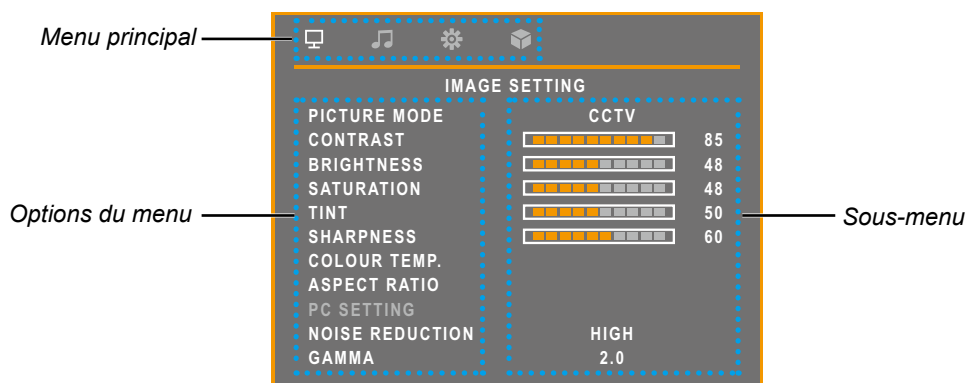 Menu principal
IMAGE SETTING
PICTURE MODE CCTV
CONTRAST 85
BRIGHTNESS 48
SATURATION 48
Options du menu
TINT 50
Sous-menu
SHARPNESS 60
COLOUR TEMP.
ASPECT RATIO
PC SETTING
NOISE REDUCTION HIGH
GAMMA 2.0